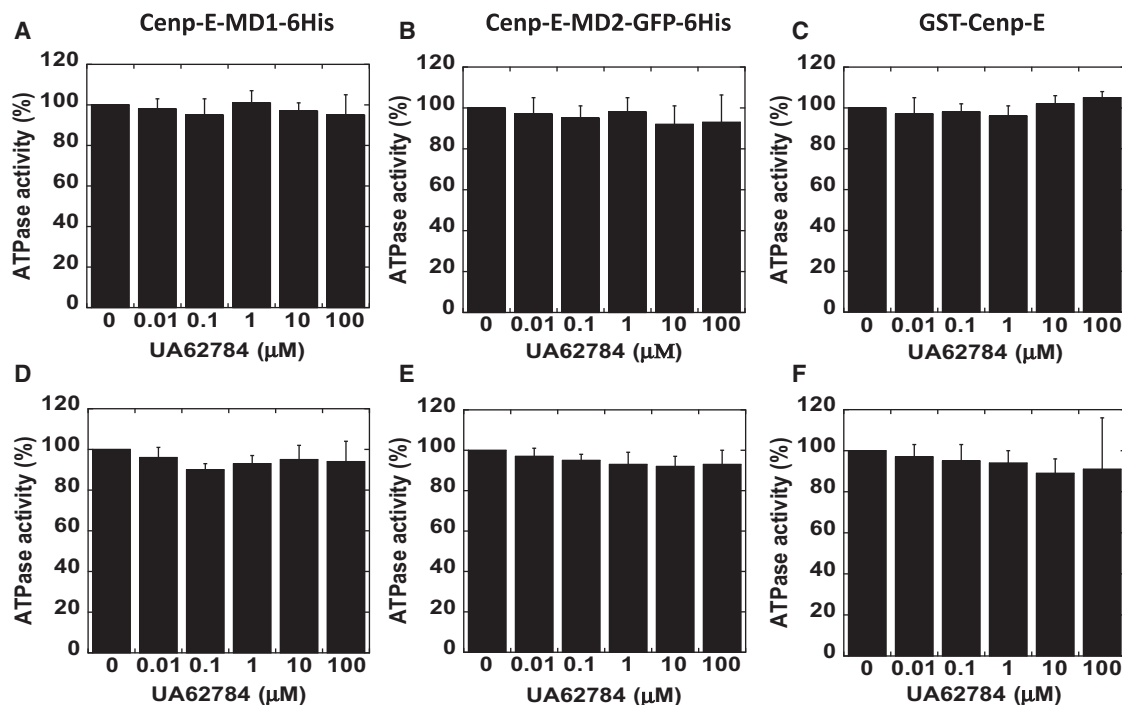 Cenp-E-MD1-6His
Cenp-E-MD2-GFP-6His
GST-Cenp-E
A
ATPase activity (%)
120
100
80
60
40
20
0
0 0.01 0.1 1 10 100
UA62784 (μM)
B
ATPase activity (%)
120
100
80
60
40
20
0
0 0.01 0.1 1 10 100
UA62784 (μM)
C
ATPase activity (%)
120
100
80
60
40
20
0
0 0.01 0.1 1 10 100
UA62784 (μM)
D
ATPase activity (%)
120
100
80
60
40
20
0
0 0.01 0.1 1 10 100
UA62784 (μM)
E
ATPase activity (%)
120
100
80
60
40
20
0
0 0.01 0.1 1 10 100
UA62784 (μM)
F
ATPase activity (%)
120
100
80
60
40
20
0
0 0.01 0.1 1 10 100
UA62784 (μM)